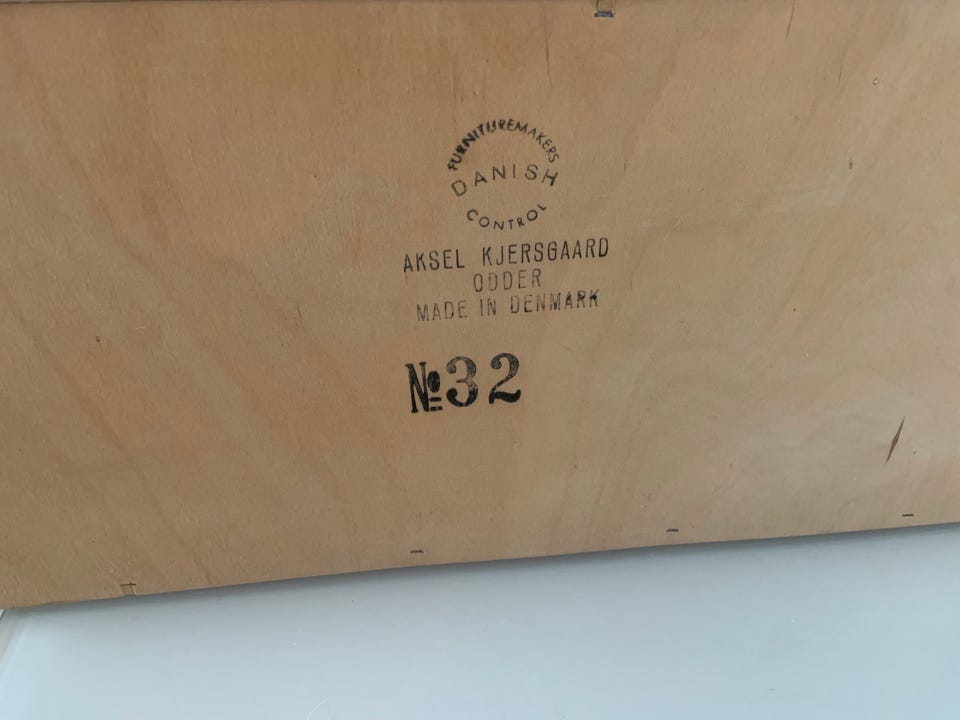 FURNITUREMAKERS
DANISH
CONTROL
AKSEL KJERSGAARD
ODDER
MADE IN DENMARK
№32